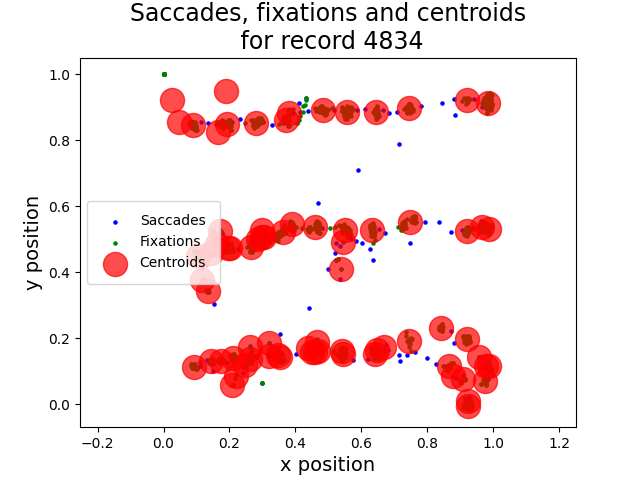 Saccades, fixations and centroids
for record 4834
y position
1.0
0.8
0.6
0.4
0.2
0.0
Saccades
Fixations
Centroids
−0.2 0.0 0.2 0.4 0.6 0.8 1.0 1.2
x position